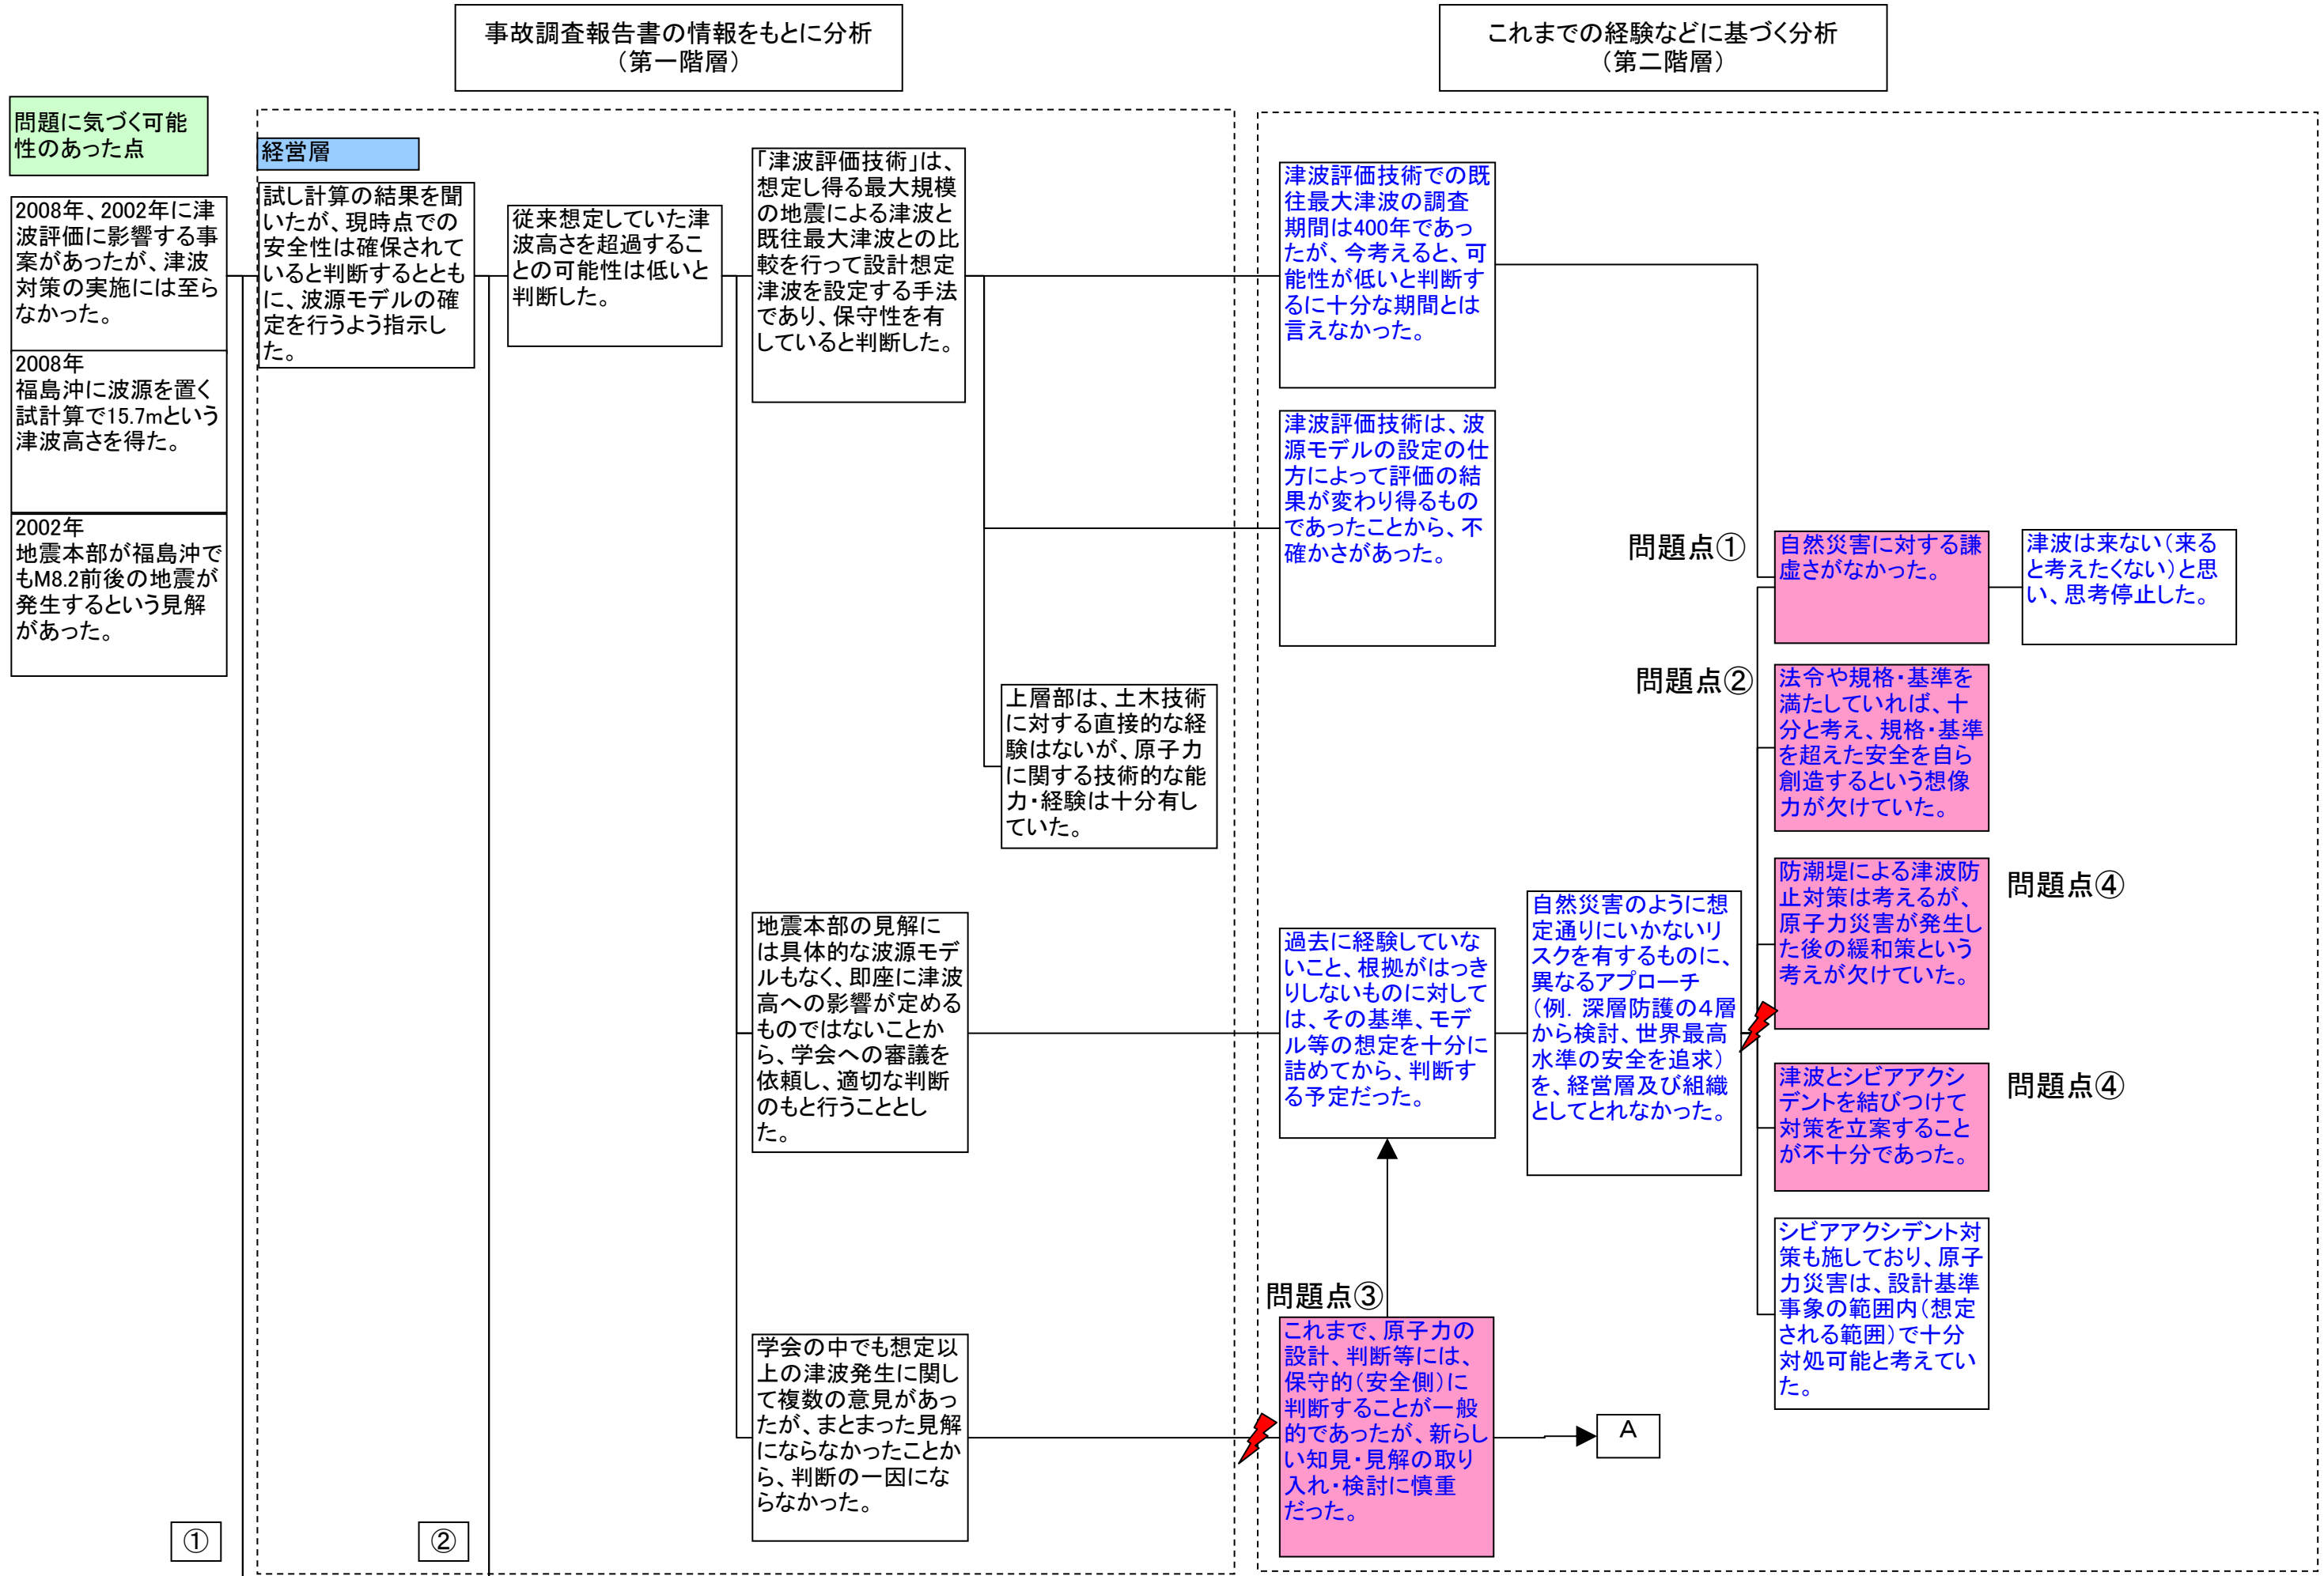 事故調査報告書の情報をもとに分析
（第一階層）
これまでの経験などに基づく分析
（第二階層）
問題に気づく可能
性のあった点
2008年、2002年に津
波評価に影響する事
案があったが、津波
対策の実施には至ら
なかった。
2008年
福島沖に波源を置く
試計算で15.7mという
津波高さを得た。
2002年
地震本部が福島沖で
もM8.2前後の地震が
発生するという見解
があった。
①
経営層
試し計算の結果を聞
いたが、現時点での
安全性は確保されて
いると判断するととも
に、波源モデルの確
定を行うよう指示し
た。
②
従来想定していた津
波高さを超過するこ
との可能性は低いと
判断した。
「津波評価技術」は、
想定し得る最大規模
の地震による津波と
既往最大津波との比
較を行って設計想定
津波を設定する手法
であり、保守性を有
していると判断した。
上層部は、土木技術
に対する直接的な経
験はないが、原子力
に関する技術的な能
力・経験は十分有し
ていた。
地震本部の見解に
は具体的な波源モデ
ルもなく、即座に津波
高への影響が定める
ものではないことか
ら、学会への審議を
依頼し、適切な判断
のもと行うこととし
た。
学会の中でも想定以
上の津波発生に関し
て複数の意見があっ
たが、まとまった見解
にならなかったことか
ら、判断の一因にな
らなかった。
津波評価技術での既
往最大津波の調査
期間は400年であっ
たが、今考えると、可
能性が低いと判断す
るに十分な期間とは
言えなかった。
津波評価技術は、波
源モデルの設定の仕
方によって評価の結
果が変わり得るもの
であったことから、不
確かさがあった。
過去に経験していな
いこと、根拠がはっき
りしないものに対して
は、その基準、モデ
ル等の想定を十分に
詰めてから、判断す
る予定だった。
問題点③
これまで、原子力の
設計、判断等には、
保守的（安全側）に
判断することが一般
的であったが、新らし
い知見・見解の取り
入れ・検討に慎重
だった。
A
自然災害のように想
定通りにいかないリ
スクを有するものに、
異なるアプローチ
（例．深層防護の４層
から検討、世界最高
水準の安全を追求）
を、経営層及び組織
としてとれなかった。
問題点①
自然災害に対する謙
虚さがなかった。
津波は来ない（来る
と考えたくない）と思
い、思考停止した。
問題点②
法令や規格・基準を
満たしていれば、十
分と考え、規格・基準
を超えた安全を自ら
創造するという想像
力が欠けていた。
防潮堤による津波防
止対策は考えるが、
原子力災害が発生し
た後の緩和策という
考えが欠けていた。
問題点④
津波とシビアアクシ
デントを結びつけて
対策を立案すること
が不十分であった。
問題点④
シビアアクシデント対
策も施しており、原子
力災害は、設計基準
事象の範囲内（想定
される範囲）で十分
対処可能と考えてい
た。